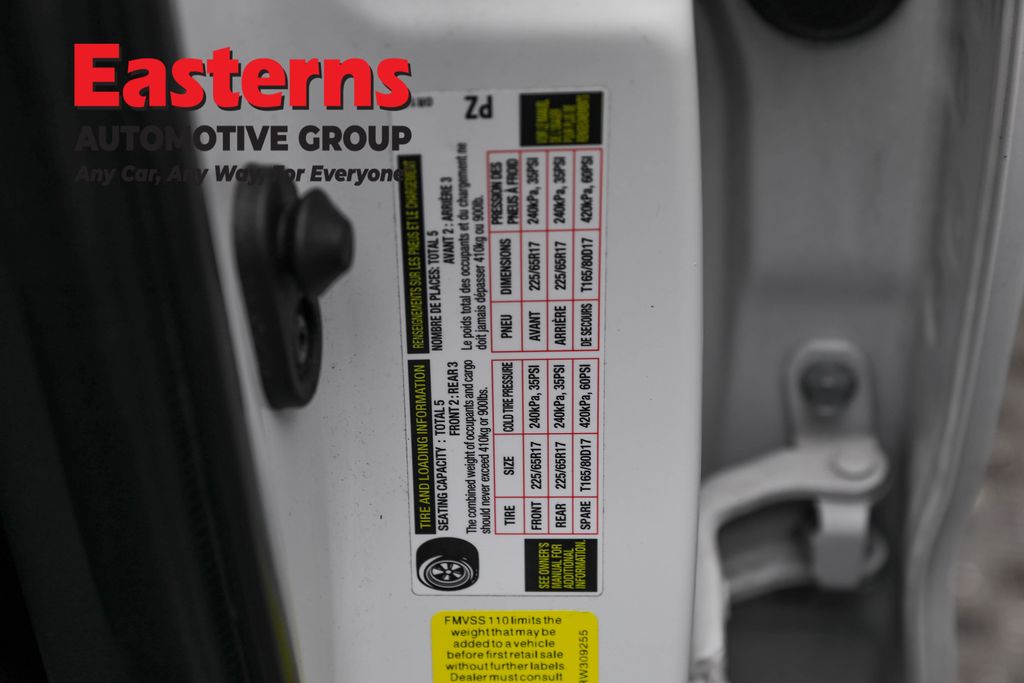 Easterns
AUTOMOTIVE GROUP
Any Car, Any Way, For Everyone
TIRE AND LOADING INFORMATION
SEATING CAPACITY : TOTAL 5
FRONT 2 : REAR 3
The combined weight of occupants and cargo
should never exceed 410kg or 900lbs.
TIRE SIZE COLD TIRE PRESSURE
FRONT 225/65R17 240kPa, 35PSI
REAR 225/65R17 240kPa, 35PSI
SPARE T165/80D17 420kPa, 60PSI
SEE OWNER'S
MANUAL FOR
ADDITIONAL
INFORMATION.
RENSEIGNEMENTS SUR LES PNEUS ET LE CHARGEMENT
NOMBRE DE PLACES: TOTAL 5
AVANT 2 : ARRIÈRE 3
Le poids total des occupants et du chargement ne
doit jamais dépasser 410kg ou 900lb.
PNEU DIMENSIONS PRESSION DES
PNEUS À FROID
AVANT 225/65R17 240kPa, 35PSI
ARRIÈRE 225/65R17 240kPa, 35PSI
DE SECOURS T165/80D17 420kPa, 60PSI
PZ
FMVSS 110 limits the
weight that may be
added to a vehicle
before first retail sale
without further labels
Dealer must consult
RW309255